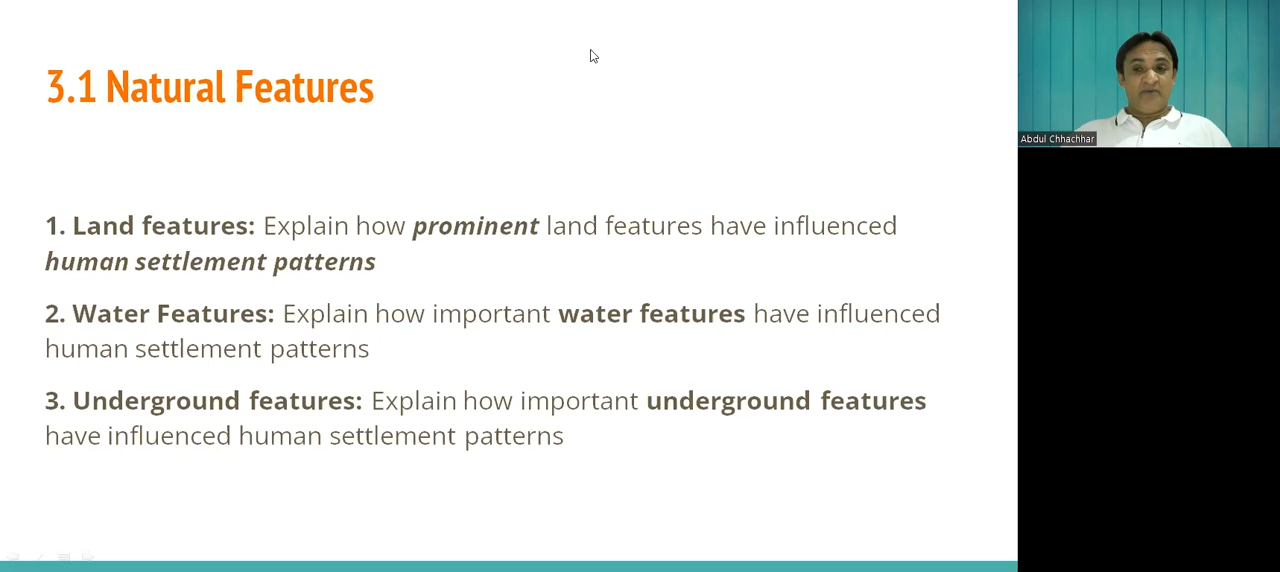 3.1 Natural Features
Abdul Chhachhar
1. Land features: Explain how prominent land features have influenced
human settlement patterns
2. Water Features: Explain how important water features have influenced
human settlement patterns
3. Underground features: Explain how important underground features
have influenced human settlement patterns